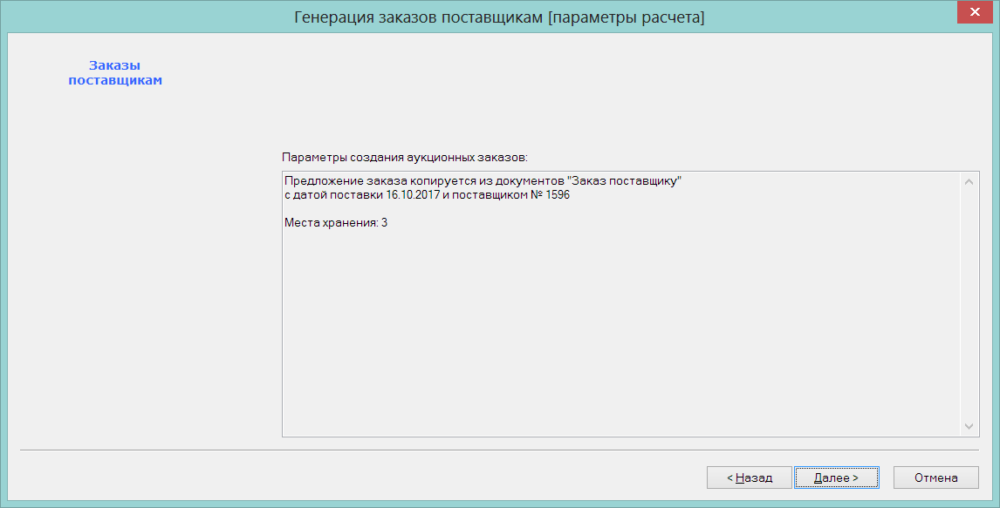 Генерация заказов поставщикам [параметры расчета]
Заказы
поставщикам
Параметры создания аукционных заказов:
Предложение заказа копируется из документов "Заказ поставщику"
с датой поставки 16.10.2017 и поставщиком № 1596
Места хранения: 3
< Назад
Далее >
Отмена